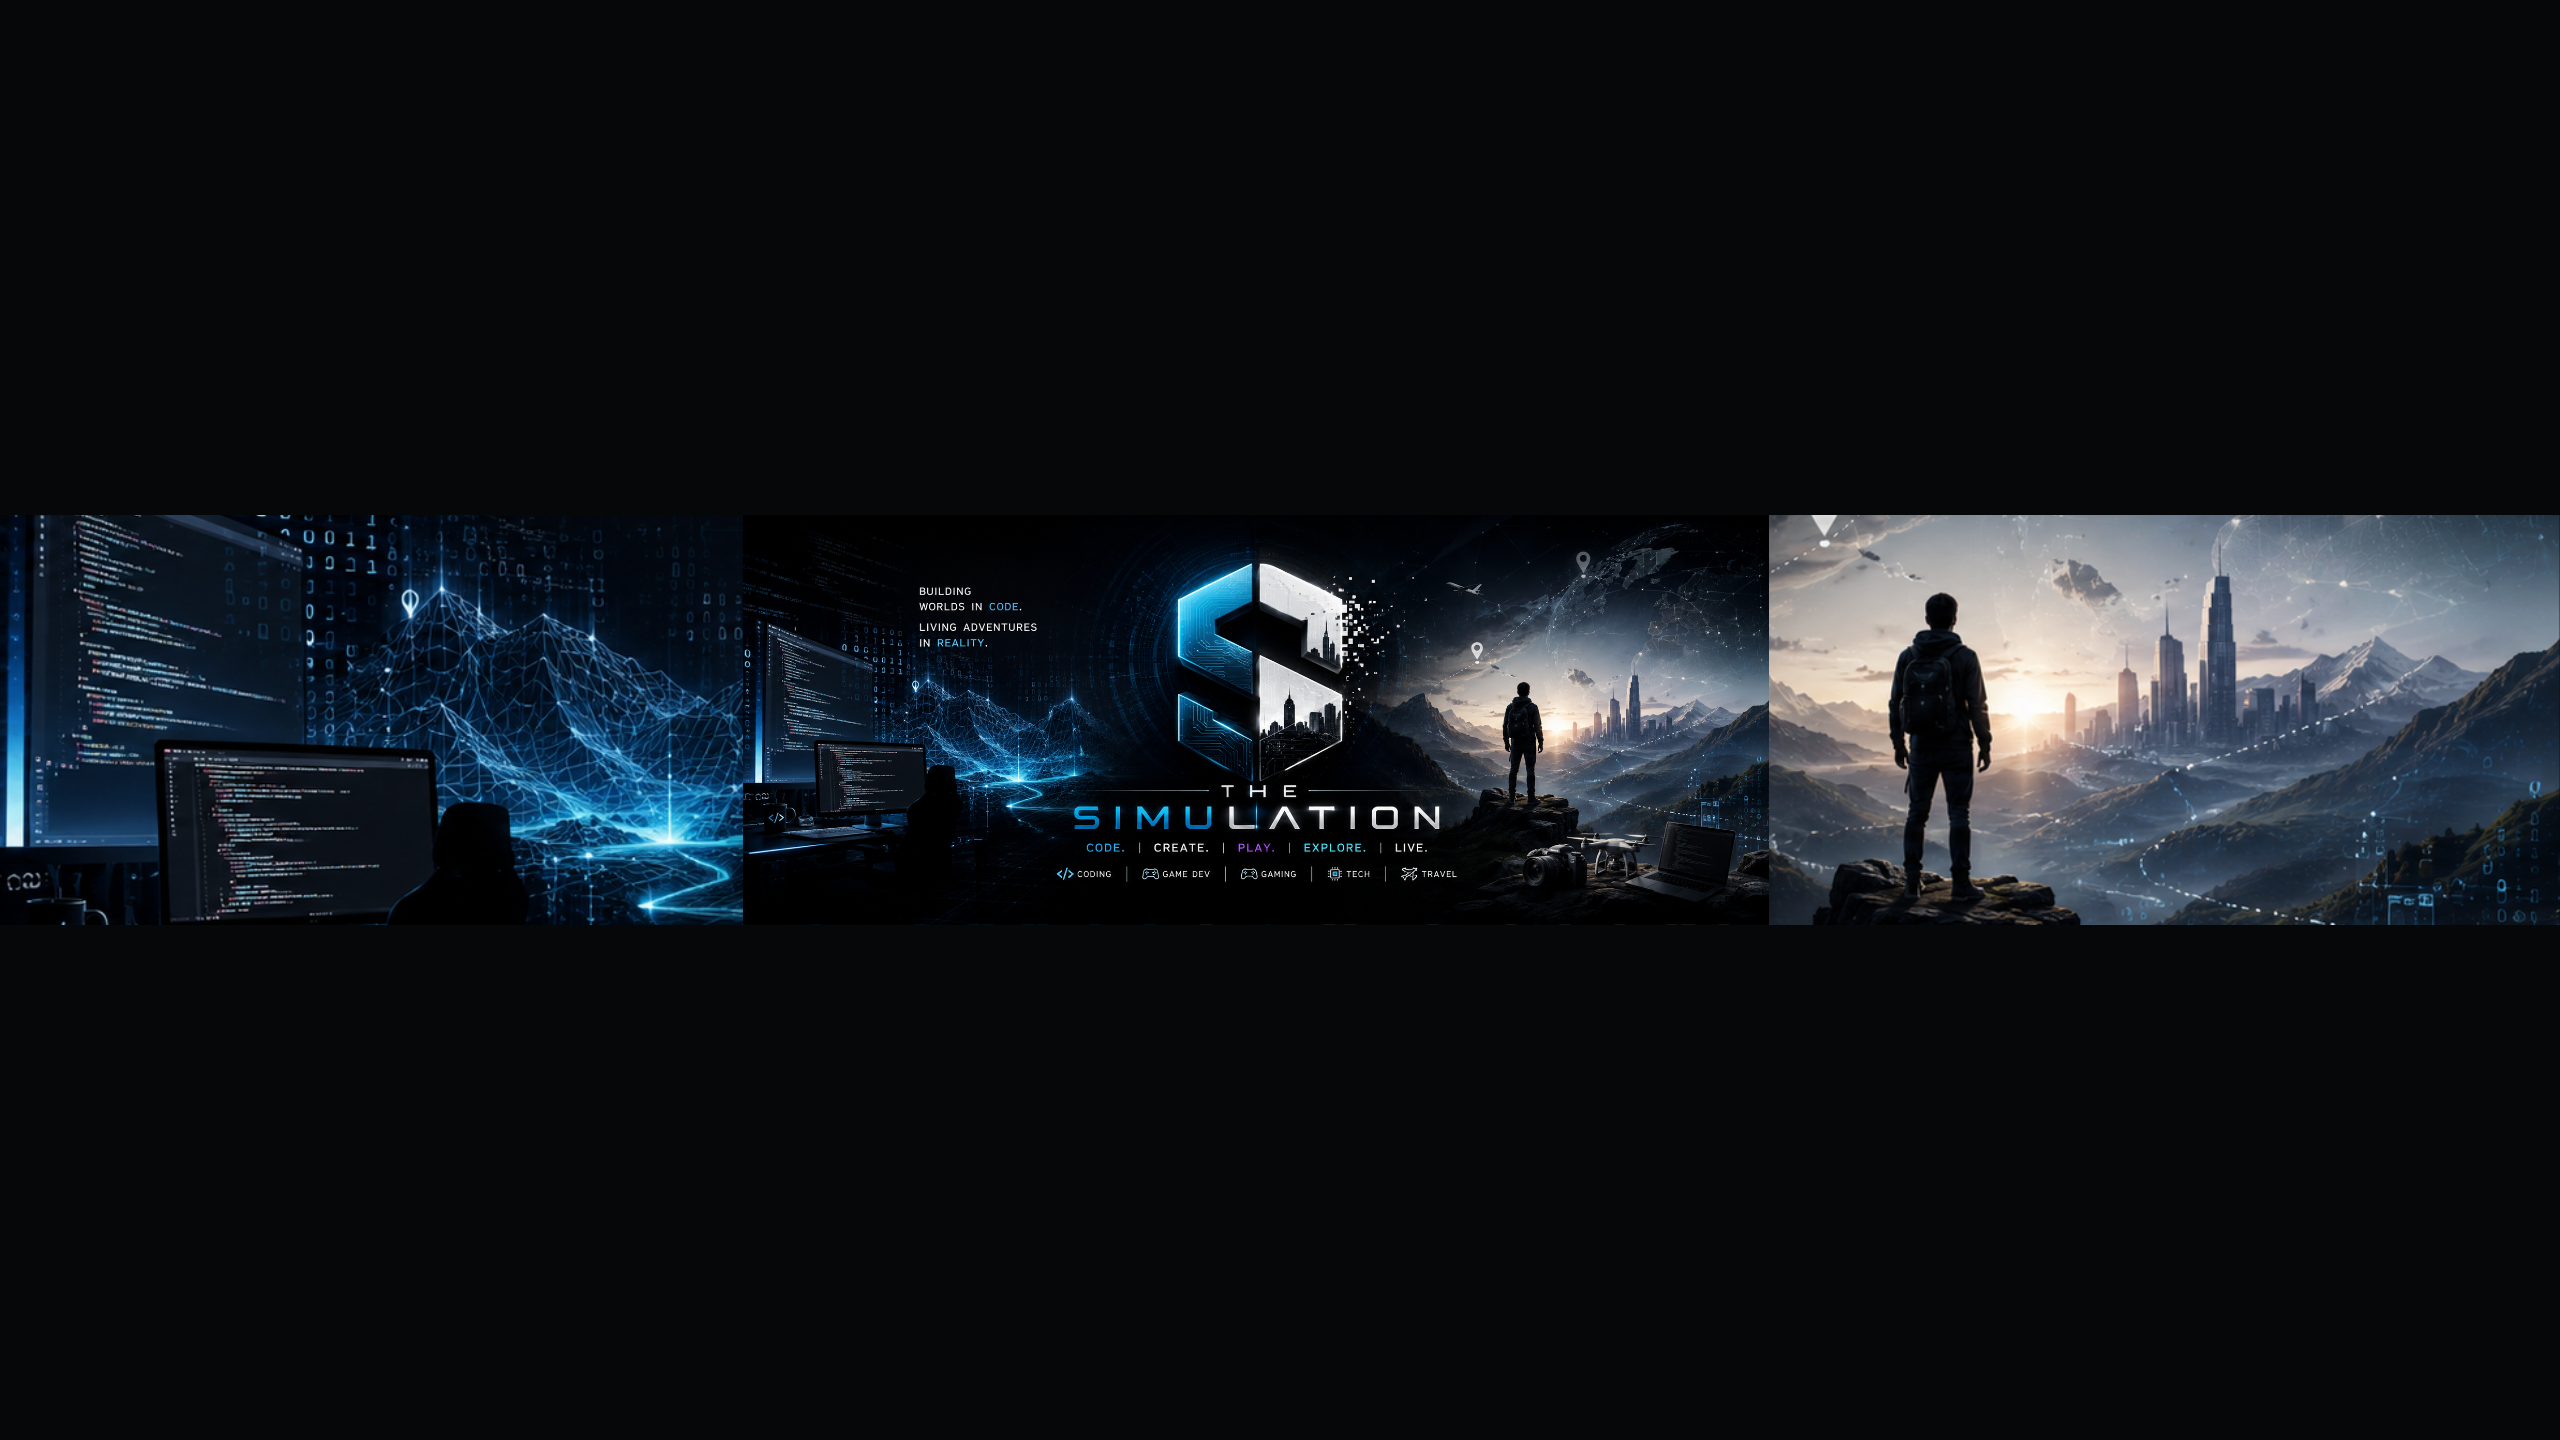 BUILDING
WORLDS IN CODE.
LIVING ADVENTURES
IN REALITY.
THE
SIMULATION
CODE. | CREATE. | PLAY. | EXPLORE. | LIVE.
</> CODING | GAME DEV | GAMING | TECH | TRAVEL